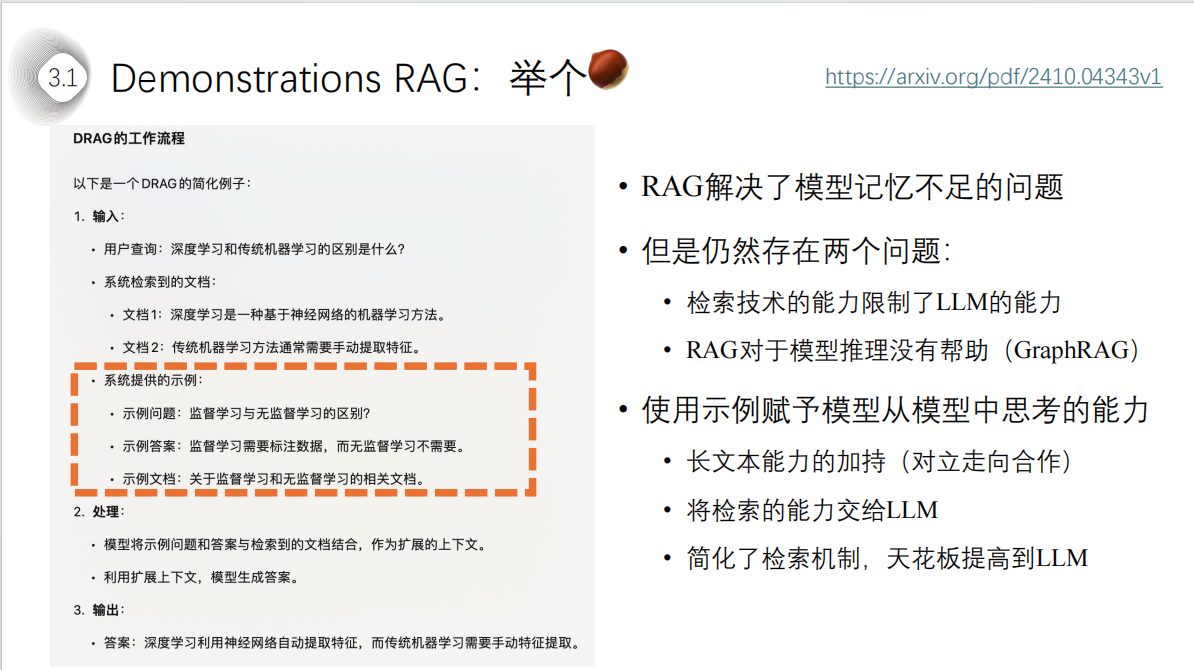 3.1
Demonstrations RAG：举个
https://arxiv.org/pdf/2410.04343v1
DRAG的工作流程
以下是一个DRAG的简化例子：
1. 输入：
• 用户查询：深度学习和传统机器学习的区别是什么？
• 系统检索到的文档：
• 文档1：深度学习是一种基于神经网络的机器学习方法。
• 文档2：传统机器学习方法通常需要手动提取特征。
• 系统提供的示例：
• 示例问题：监督学习与无监督学习的区别？
• 示例答案：监督学习需要标注数据，而无监督学习不需要。
• 示例文档：关于监督学习和无监督学习的相关文档。
2. 处理：
• 模型将示例问题和答案与检索到的文档结合，作为扩展的上下文。
• 利用扩展上下文，模型生成答案。
3. 输出：
• 答案：深度学习利用神经网络自动提取特征，而传统机器学习需要手动特征提取。
• RAG解决了模型记忆不足的问题
• 但是仍然存在两个问题：
• 检索技术的能力限制了LLM的能力
• RAG对于模型推理没有帮助（GraphRAG）
• 使用示例赋予模型从模型中思考的能力
• 长文本能力的加持（对立走向合作）
• 将检索的能力交给LLM
• 简化了检索机制，天花板提高到LLM